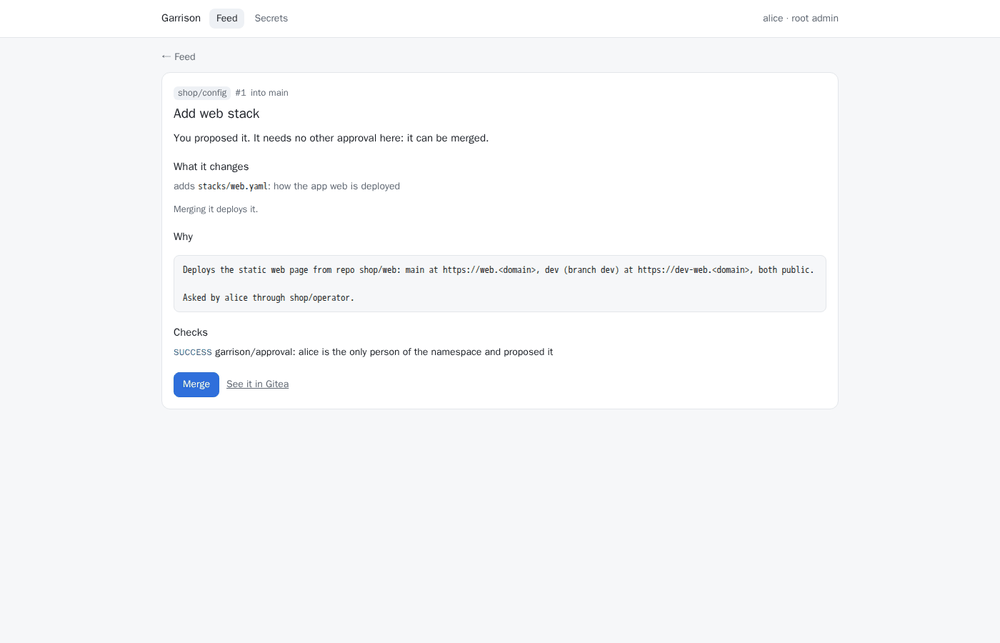 Garrison Feed Secrets alice · root admin
← Feed
shop/config #1 into main
Add web stack
You proposed it. It needs no other approval here: it can be merged.
What it changes
adds stacks/web.yaml: how the app web is deployed
Merging it deploys it.
Why
Deploys the static web page from repo shop/web: main at https://web.<domain>, dev (branch dev) at https://dev-web.<domain>, both public.
Asked by alice through shop/operator.
Checks
SUCCESS garrison/approval: alice is the only person of the namespace and proposed it
Merge See it in Gitea